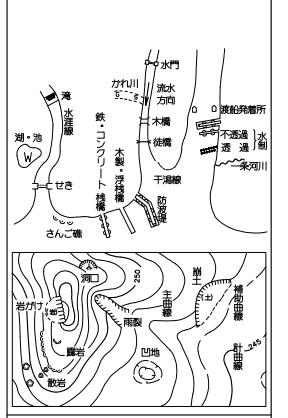 水門
かれ川
流水
方向
滝
水涯線
渡船発着所
木橋
不透過
水制
透過
徒橋
湖・池
W
鉄・コンクリート
桟橋
木製・浮桟橋
一条河川
干潟線
せき
防波堤
さんご礁
洞口
250
崩土
(土)
主曲線
補助曲線
岩がけ
(岩)
雨裂
計曲線
245
露岩
凹地
散岩